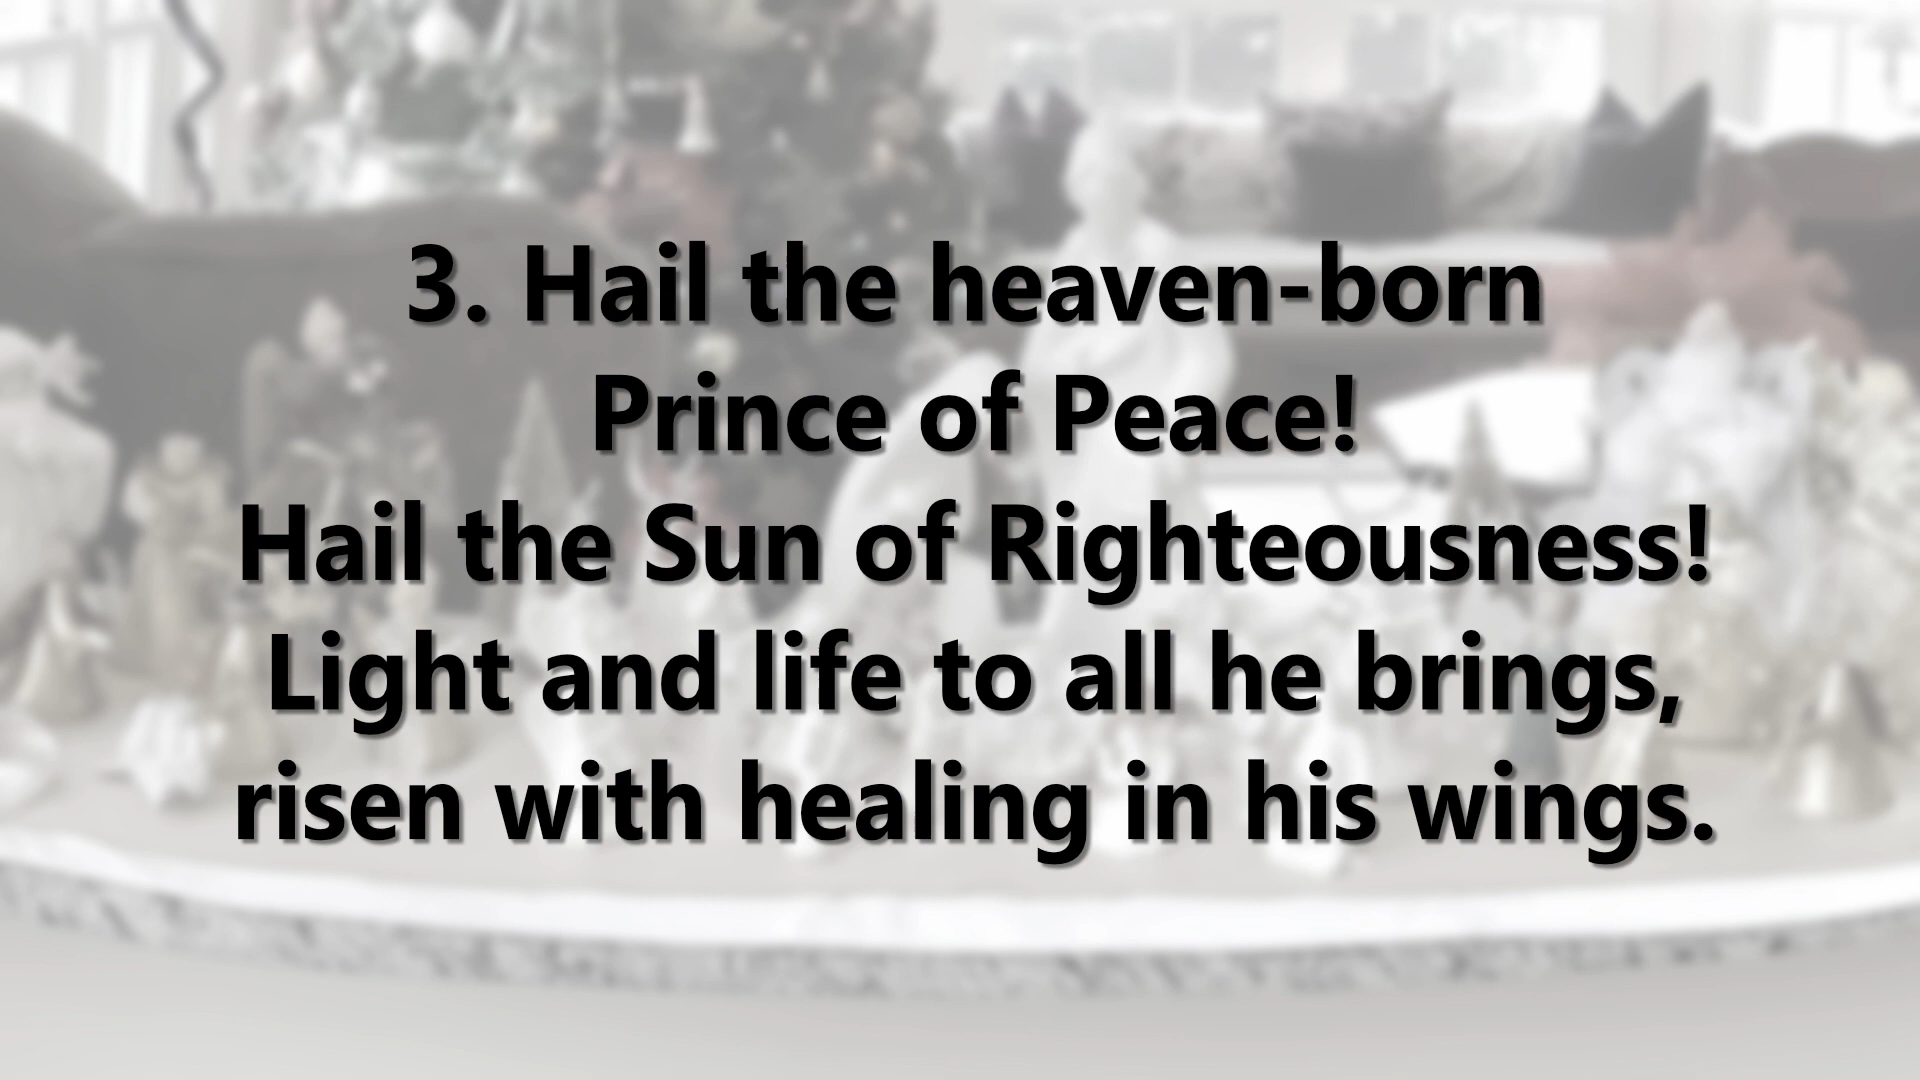 3. Hail the heaven-born
Prince of Peace!
Hail the Sun of Righteousness!
Light and life to all he brings,
risen with healing in his wings.